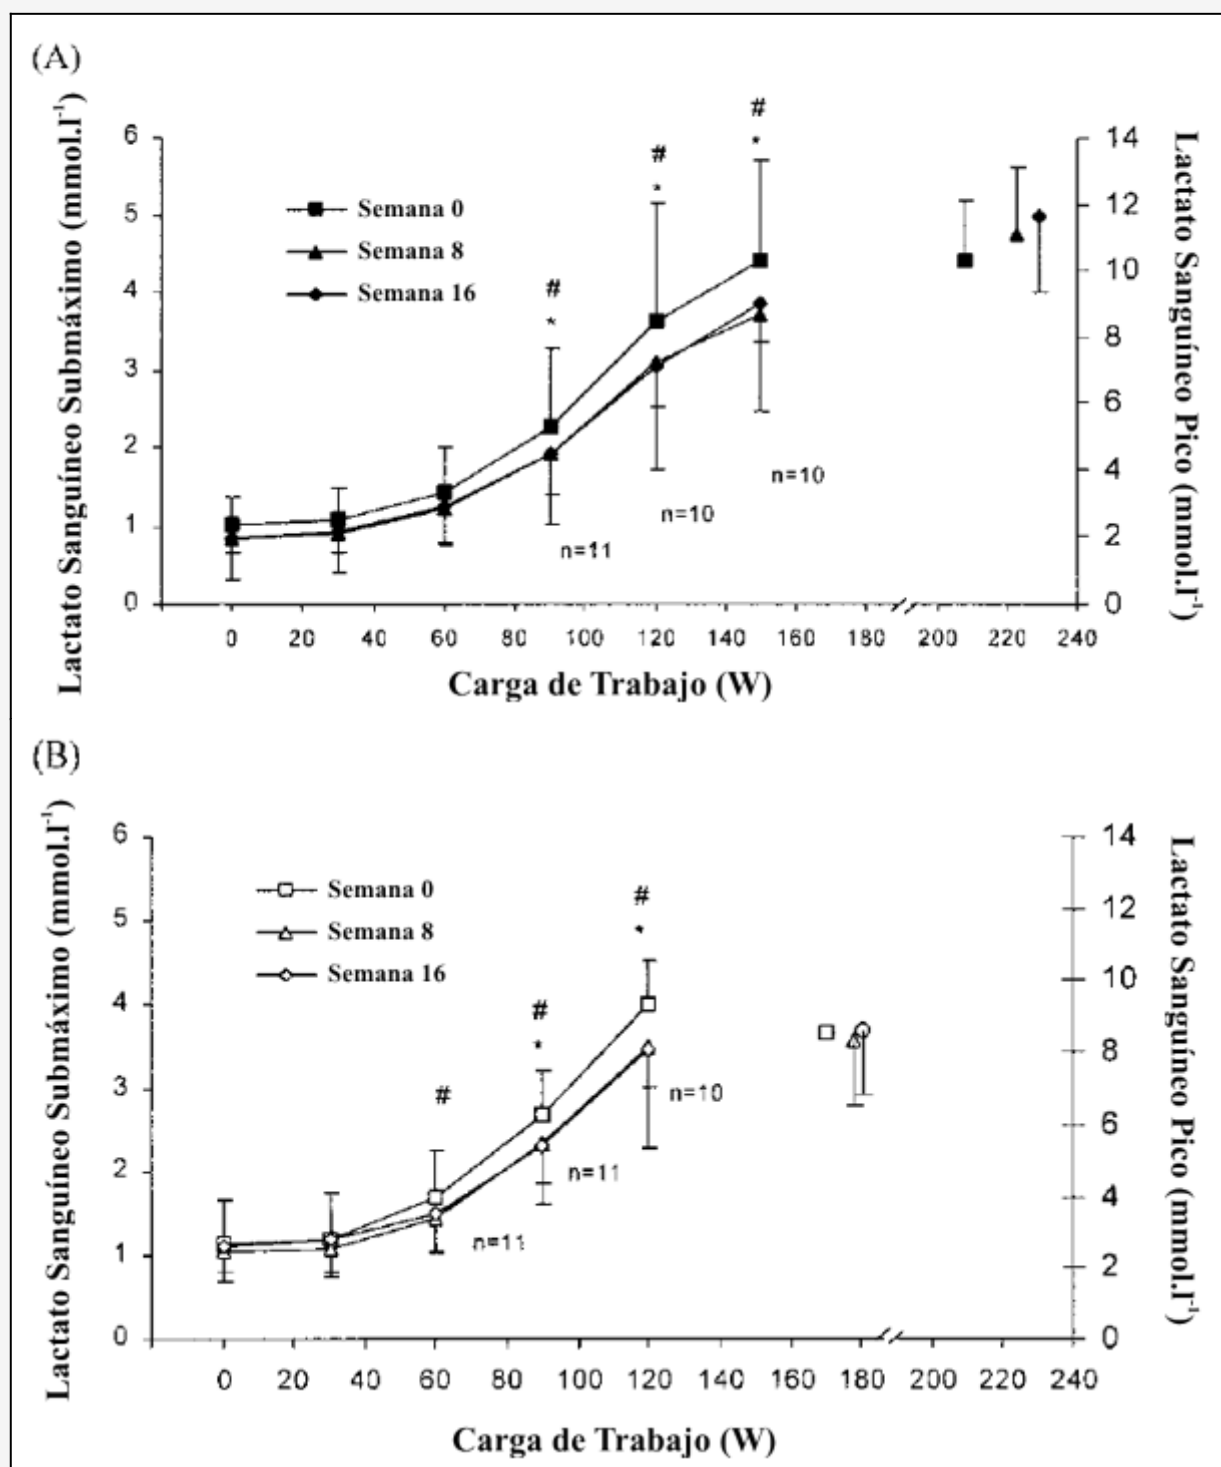 (A)
Lactato Sanguíneo Submáximo (mmol.l⁻¹)
6
5
4
3
2
1
0
Semana 0
Semana 8
Semana 16
#
*
#
*
#
*
n=11
n=10
n=10
14
12
10
8
6
4
2
0
Lactato Sanguíneo Pico (mmol.l⁻¹)
0 20 40 60 80 100 120 140 160 180 200 220 240
Carga de Trabajo (W)
(B)
Lactato Sanguíneo Submáximo (mmol.l⁻¹)
6
5
4
3
2
1
0
Semana 0
Semana 8
Semana 16
#
#
*
#
*
n=11
n=11
n=10
14
12
10
8
6
4
2
0
Lactato Sanguíneo Pico (mmol.l⁻¹)
0 20 40 60 80 100 120 140 160 180 200 220 240
Carga de Trabajo (W)